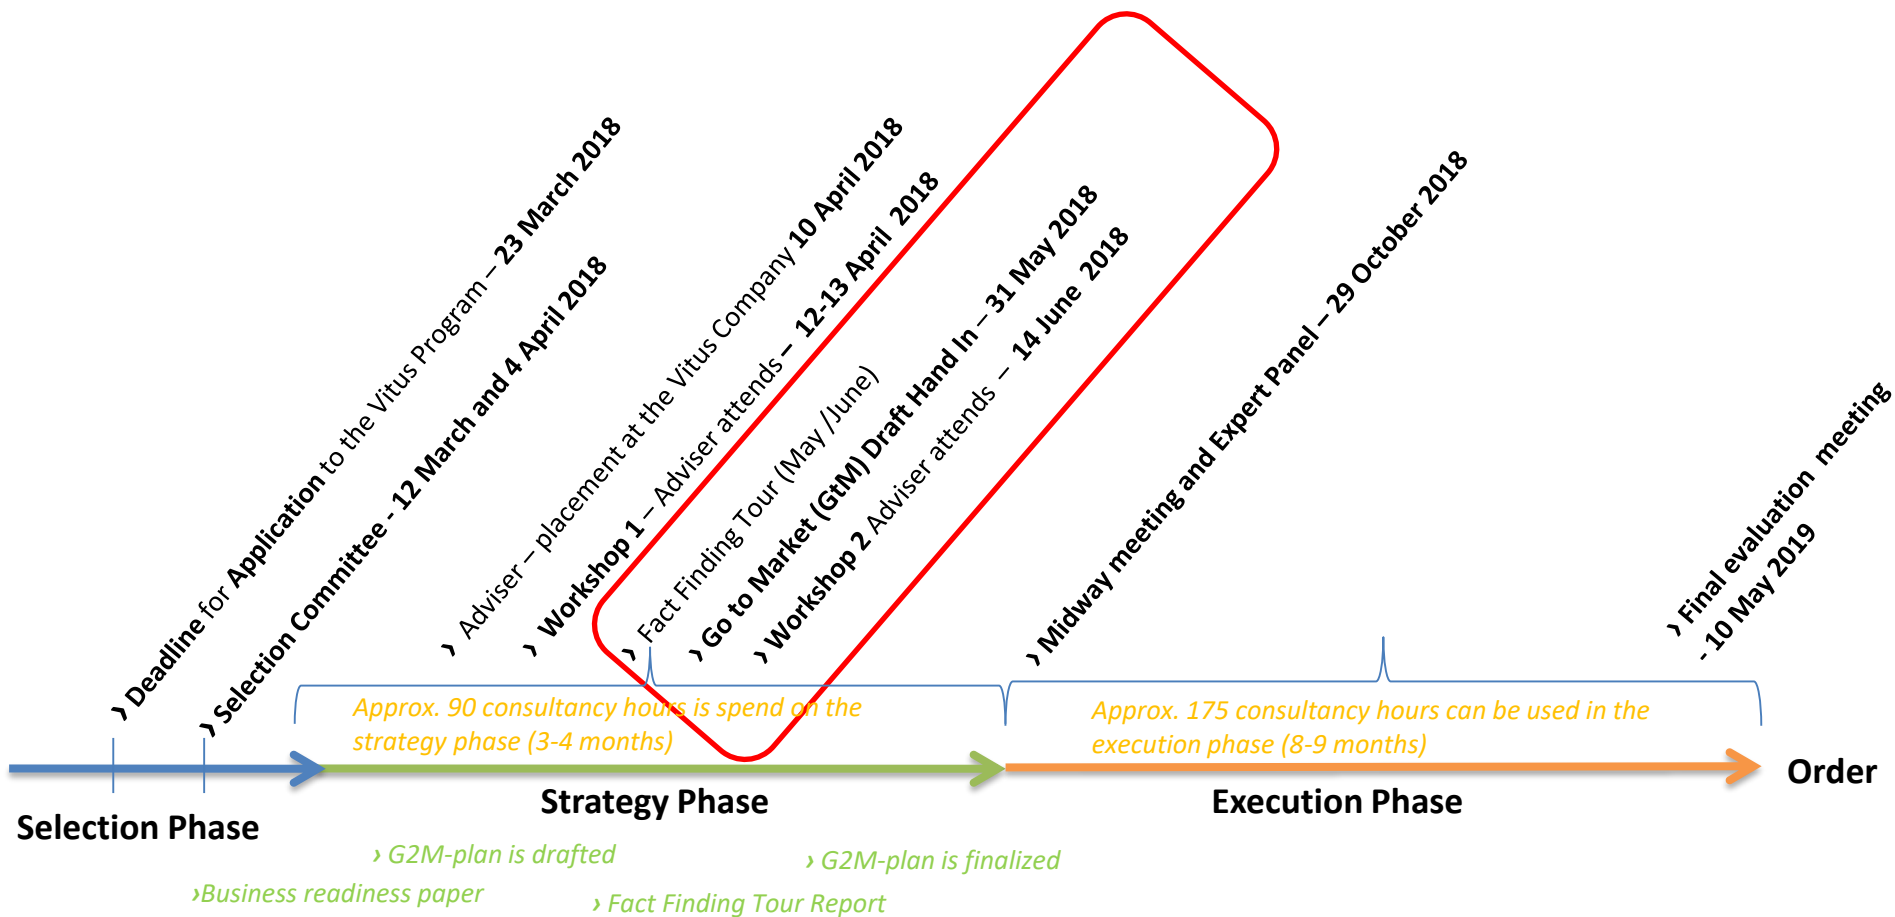 › Deadline for Application to the Vitus Program – 23 March 2018
› Selection Committee - 12 March and 4 April 2018
› Adviser – placement at the Vitus Company 10 April 2018
› Workshop 1 – Adviser attends – 12-13 April 2018
› Fact Finding Tour (May /June)
› Go to Market (GtM) Draft Hand In – 31 May 2018
› Workshop 2 Adviser attends – 14 June 2018
› Midway meeting and Expert Panel – 29 October 2018
› Final evaluation meeting
- 10 May 2019
Approx. 90 consultancy hours is spend on the
strategy phase (3-4 months)
Approx. 175 consultancy hours can be used in the
execution phase (8-9 months)
Order
Selection Phase
Strategy Phase
Execution Phase
› G2M-plan is drafted
› G2M-plan is finalized
›Business readiness paper
› Fact Finding Tour Report